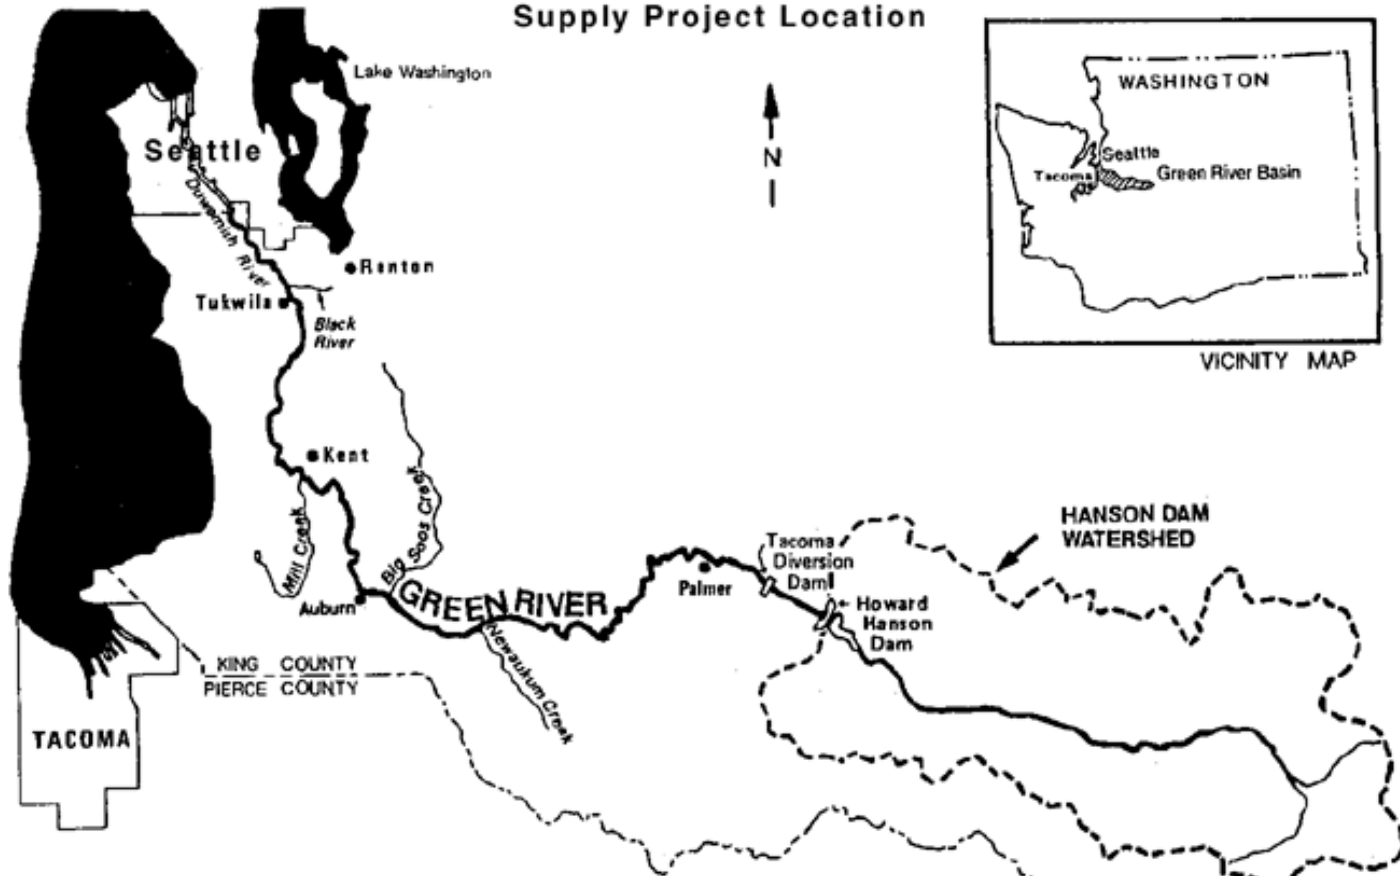 Supply Project Location
Lake Washington
Seattle
Duwamish River
Renton
Tukwila
Black
River
N
WASHINGTON
Seattle
Tacoma
Green River Basin
VICINITY MAP
Kent
Mill Creek
Big Soos Creek
Auburn
GREEN RIVER
Newaukum Creek
Palmer
Tacoma
Diversion
Dam
Howard
Hanson
Dam
HANSON DAM
WATERSHED
KING COUNTY
PIERCE COUNTY
TACOMA